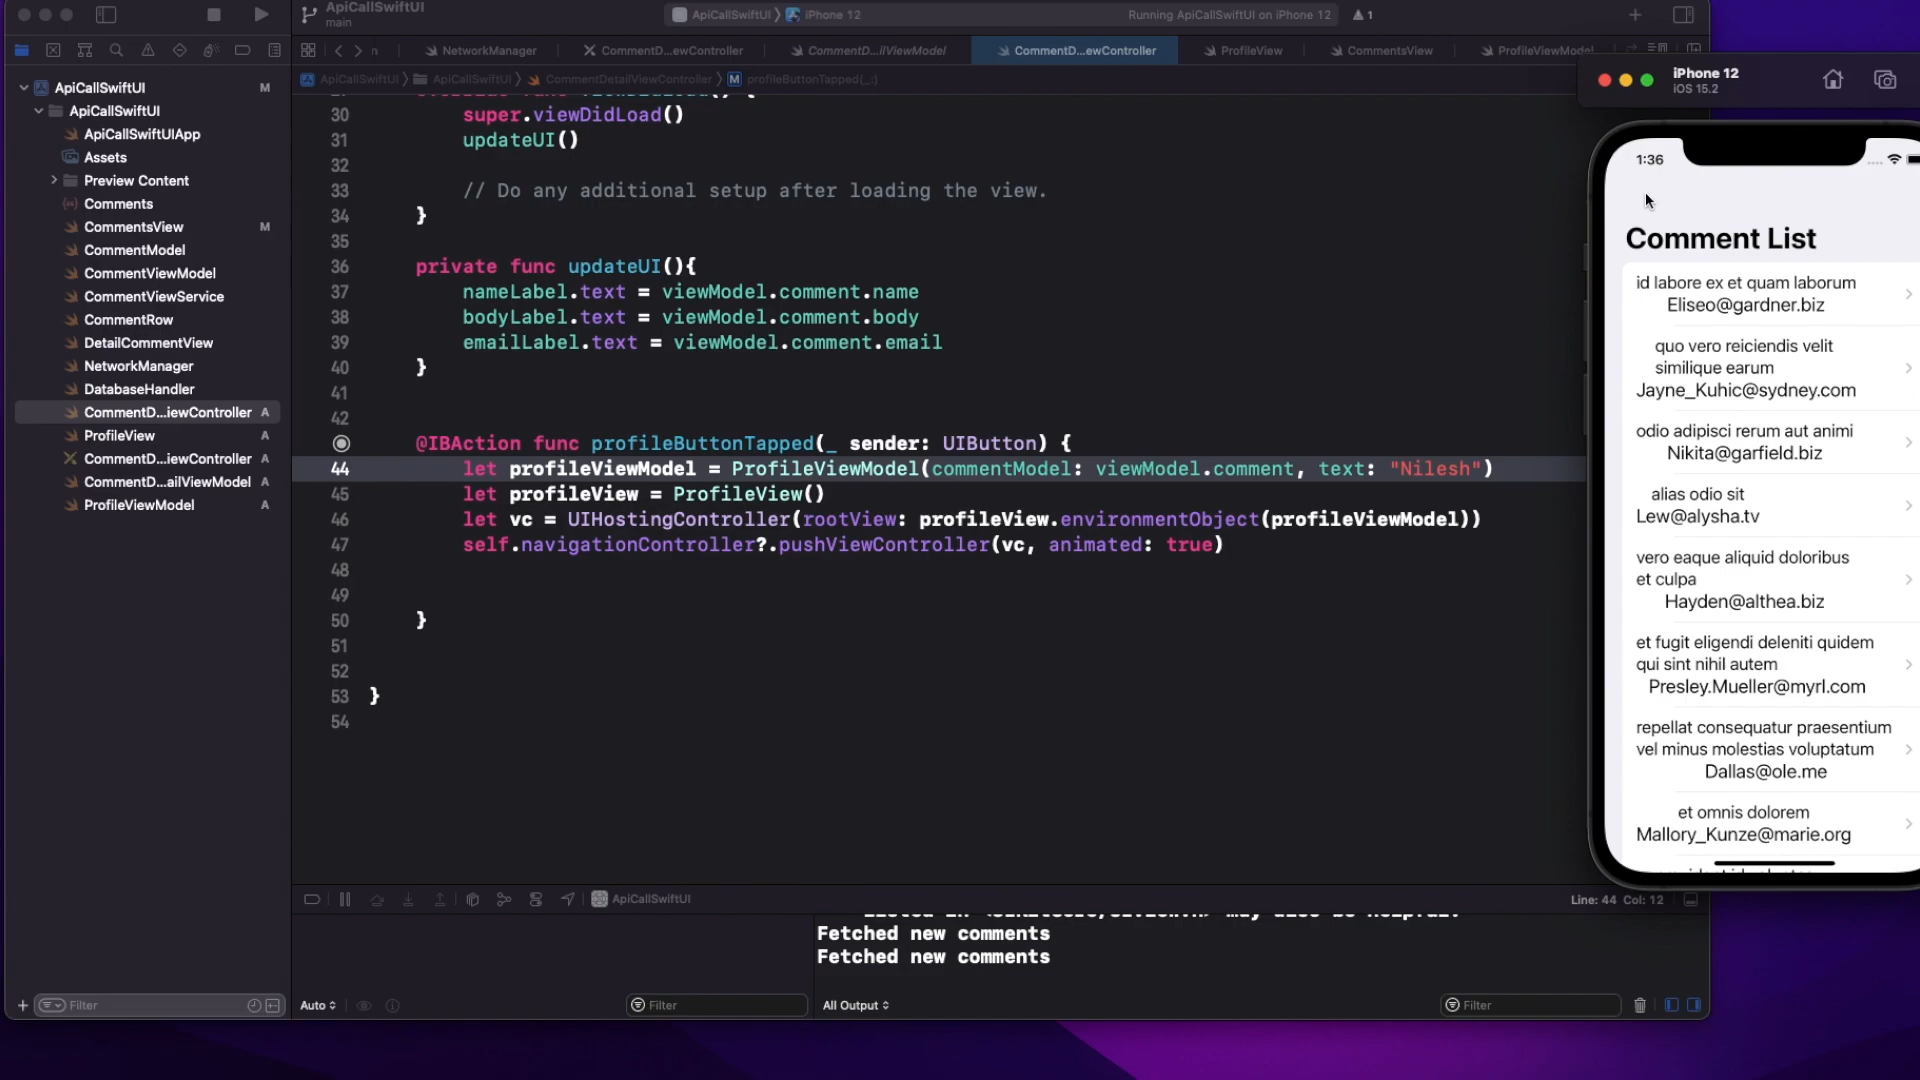 ApiCallSwiftUI
main
ApiCallSwiftUI 〉 iPhone 12
Running ApiCallSwiftUI on iPhone 12
1
n
NetworkManager
CommentD...ewController
CommentD...ilViewModel
CommentD...ewController
ProfileView
CommentsView
ProfileViewModel
ApiCallSwiftUI 〉 ApiCallSwiftUI 〉 CommentDetailViewController 〉 M profileButtonTapped(_:)
ApiCallSwiftUI M
ApiCallSwiftUI
ApiCallSwiftUIApp
Assets
Preview Content
Comments
CommentsView M
CommentModel
CommentViewModel
CommentViewService
CommentRow
DetailCommentView
NetworkManager
DatabaseHandler
CommentD...iewController A
ProfileView A
CommentD...iewController A
CommentD...ailViewModel A
ProfileViewModel A
Filter
30 super.viewDidLoad()
31 updateUI()
32
33 // Do any additional setup after loading the view.
34 }
35
36 private func updateUI(){
37 nameLabel.text = viewModel.comment.name
38 bodyLabel.text = viewModel.comment.body
39 emailLabel.text = viewModel.comment.email
40 }
41
42
@IBAction func profileButtonTapped(_ sender: UIButton) {
44 let profileViewModel = ProfileViewModel(commentModel: viewModel.comment, text: "Nilesh")
45 let profileView = ProfileView()
46 let vc = UIHostingController(rootView: profileView.environmentObject(profileViewModel))
47 self.navigationController?.pushViewController(vc, animated: true)
48
49
50 }
51
52
53 }
54
ApiCallSwiftUI
Line: 44 Col: 12
Fetched new comments
Fetched new comments
Auto
Filter
All Output
Filter
iPhone 12
iOS 15.2
1:36
Comment List
id labore ex et quam laborum
Eliseo@gardner.biz
quo vero reiciendis velit
similique earum
Jayne_Kuhic@sydney.com
odio adipisci rerum aut animi
Nikita@garfield.biz
alias odio sit
Lew@alysha.tv
vero eaque aliquid doloribus
et culpa
Hayden@althea.biz
et fugit eligendi deleniti quidem
qui sint nihil autem
Presley.Mueller@myrl.com
repellat consequatur praesentium
vel minus molestias voluptatum
Dallas@ole.me
et omnis dolorem
Mallory_Kunze@marie.org